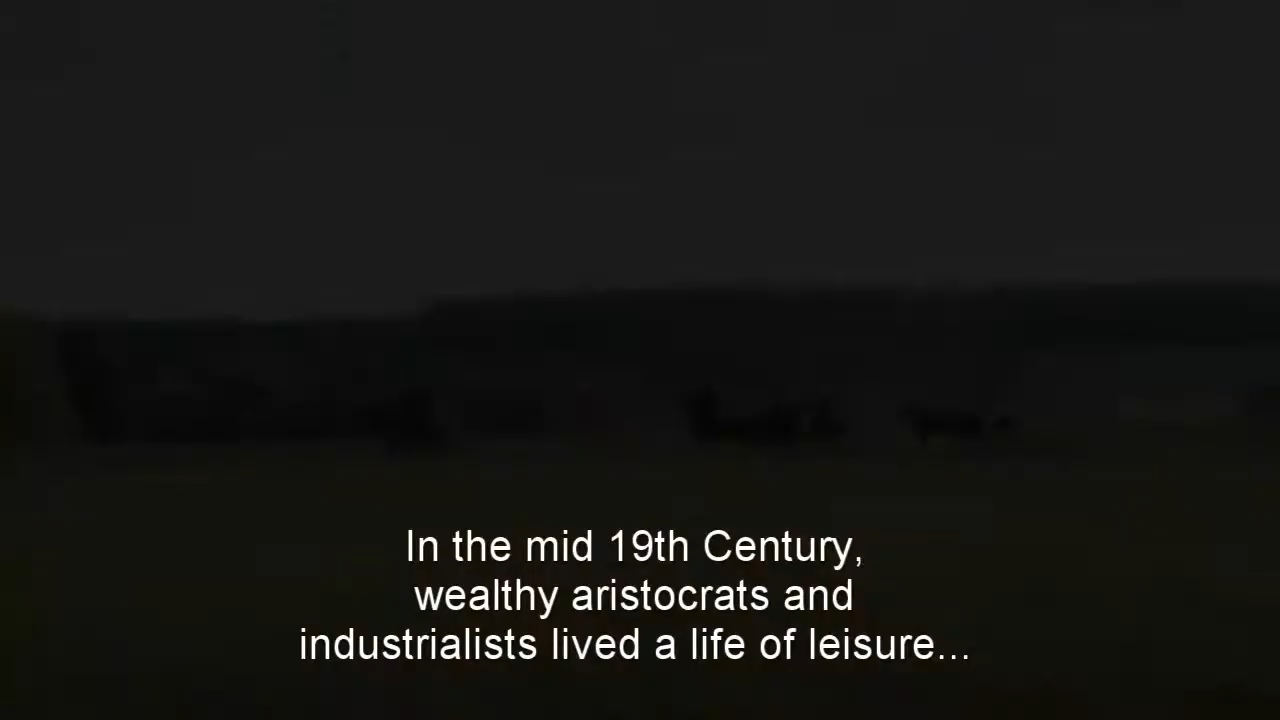 In the mid 19th Century,
wealthy aristocrats and
industrialists lived a life of leisure...